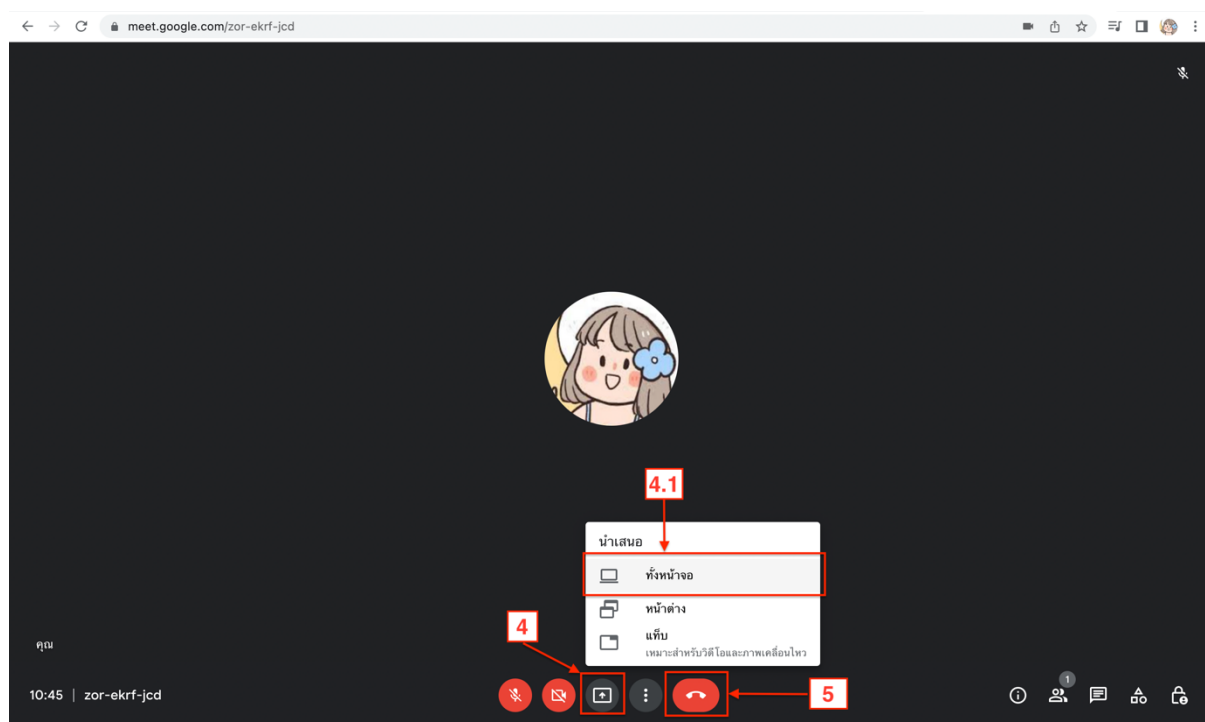 meet.google.com/zor-ekrf-jcd
4.1
นำเสนอ
ทั้งหน้าจอ
หน้าต่าง
แท็บ
เหมาะสำหรับวิดีโอและภาพเคลื่อนไหว
4
คุณ
10:45 | zor-ekrf-jcd
5
1